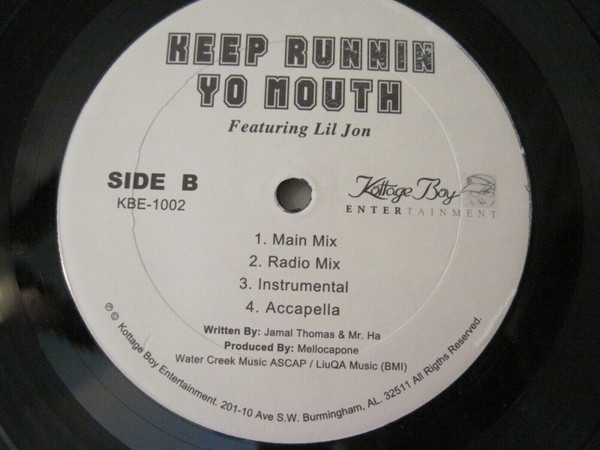 KEEP RUNNIN
YO MOUTH
Featuring Lil Jon
SIDE B
KBE-1002
Kottage Boy
ENTERTAINMENT
1. Main Mix
2. Radio Mix
3. Instrumental
4. Accapella
Written By: Jamal Thomas & Mr. Ha
Produced By: Mellocapone
Water Creek Music ASCAP / LiuQA Music (BMI)
℗ © Kottage Boy Entertainment. 201-10 Ave S.W. Burmingham, AL. 32511 All Rigths Reserved.